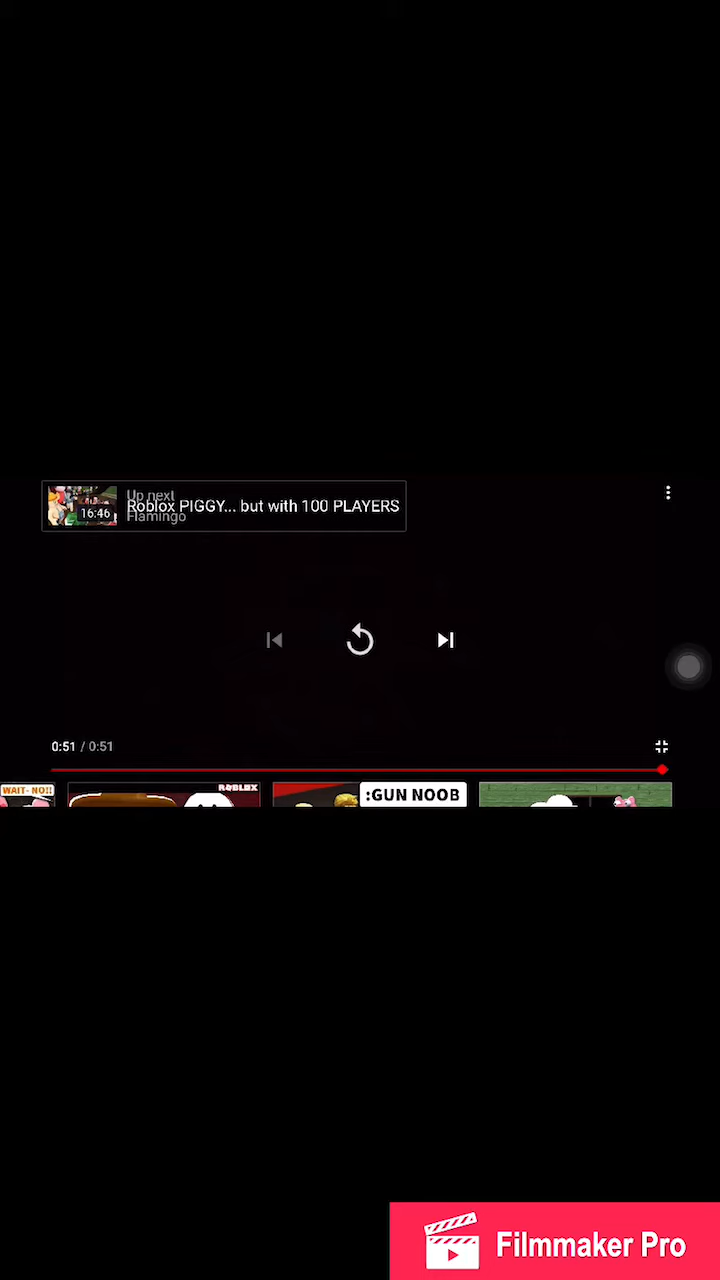 Up next
Roblox PIGGY... but with 100 PLAYERS
Flamingo
16:46
0:51 / 0:51
WAIT- NO!!
ROBLOX
:GUN NOOB
Filmmaker Pro